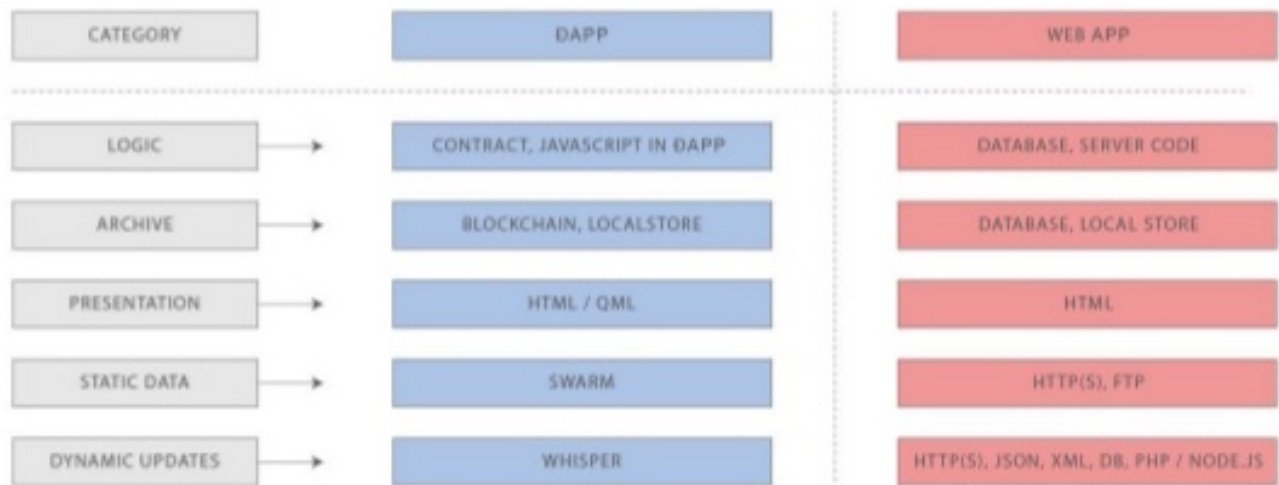 CATEGORY ĐAPP WEB APP
LOGIC CONTRACT, JAVASCRIPT IN ĐAPP DATABASE, SERVER CODE
ARCHIVE BLOCKCHAIN, LOCALSTORE DATABASE, LOCAL STORE
PRESENTATION HTML / QML HTML
STATIC DATA SWARM HTTP(S), FTP
DYNAMIC UPDATES WHISPER HTTP(S), JSON, XML, DB, PHP / NODE.JS